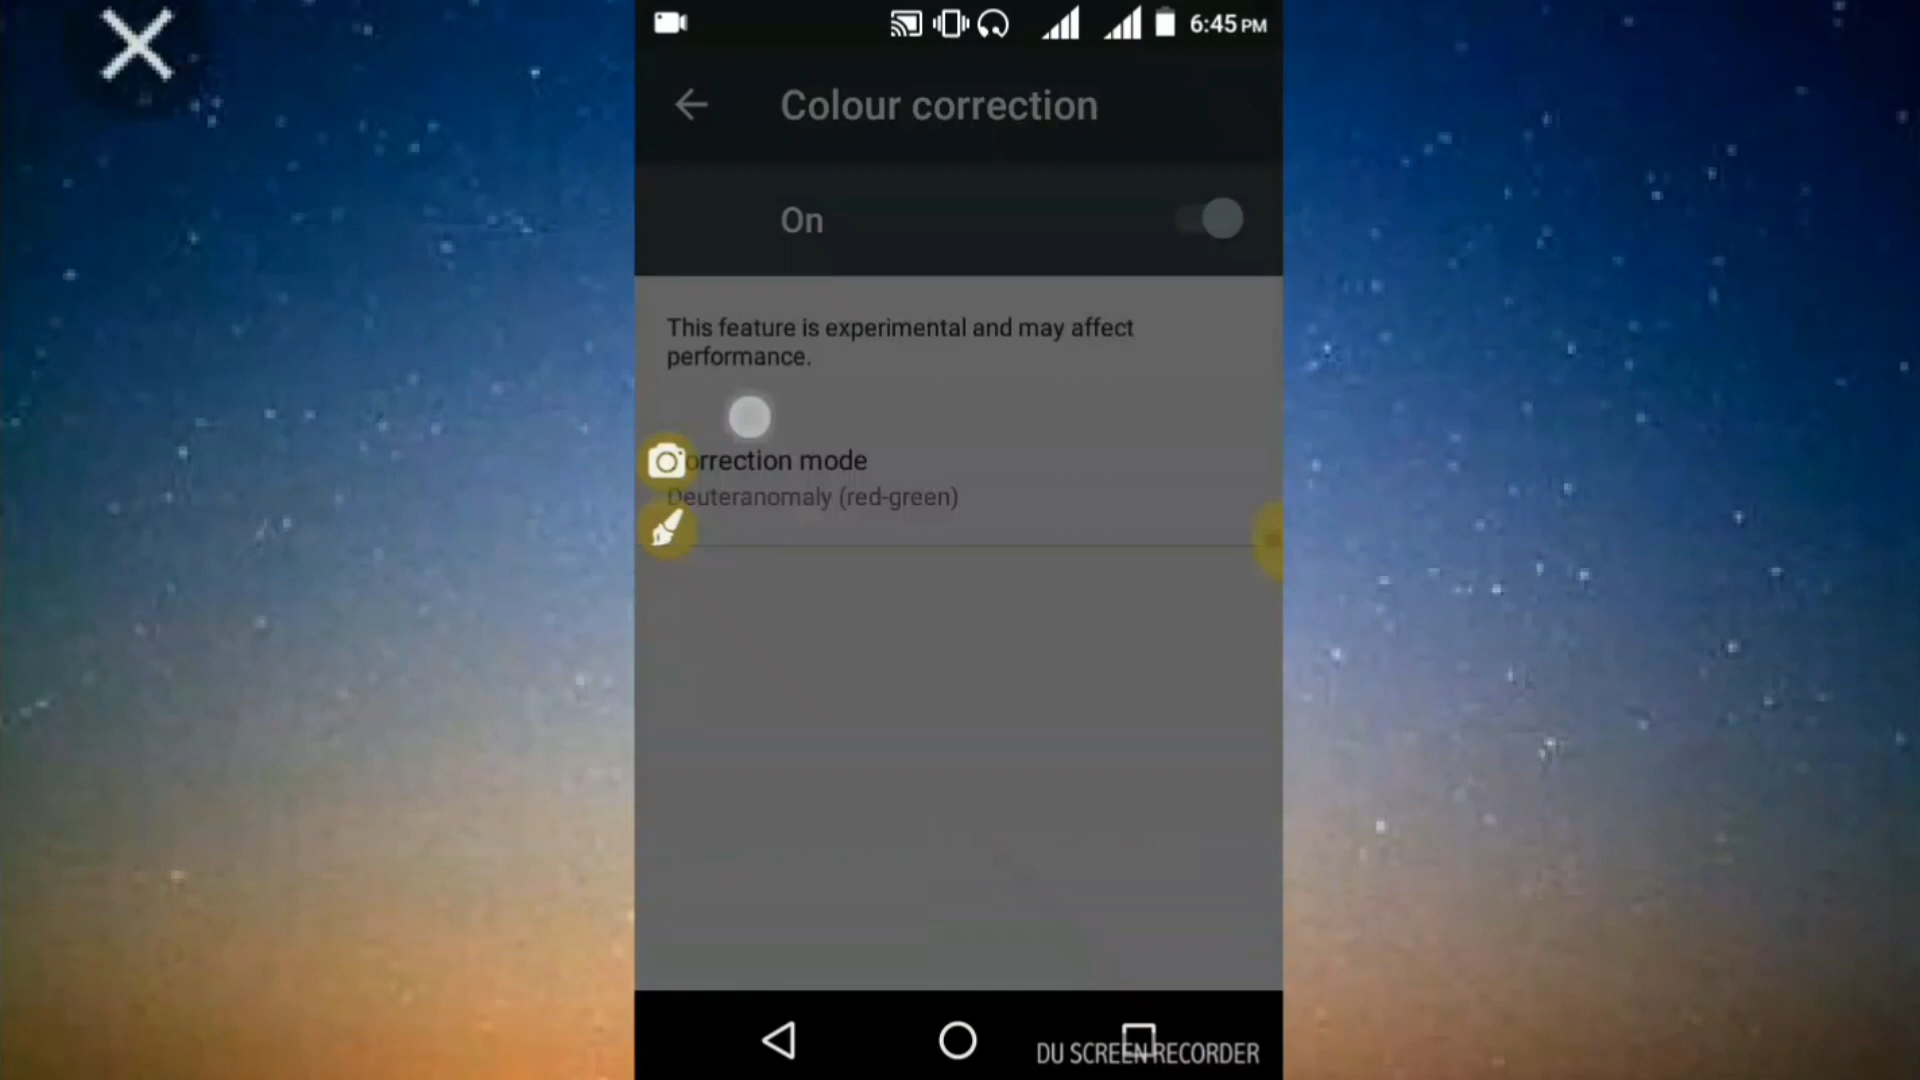 6:45 PM
Colour correction
On
This feature is experimental and may affect
performance.
orrection mode
Deuteranomaly (red-green)
DU SCREEN RECORDER